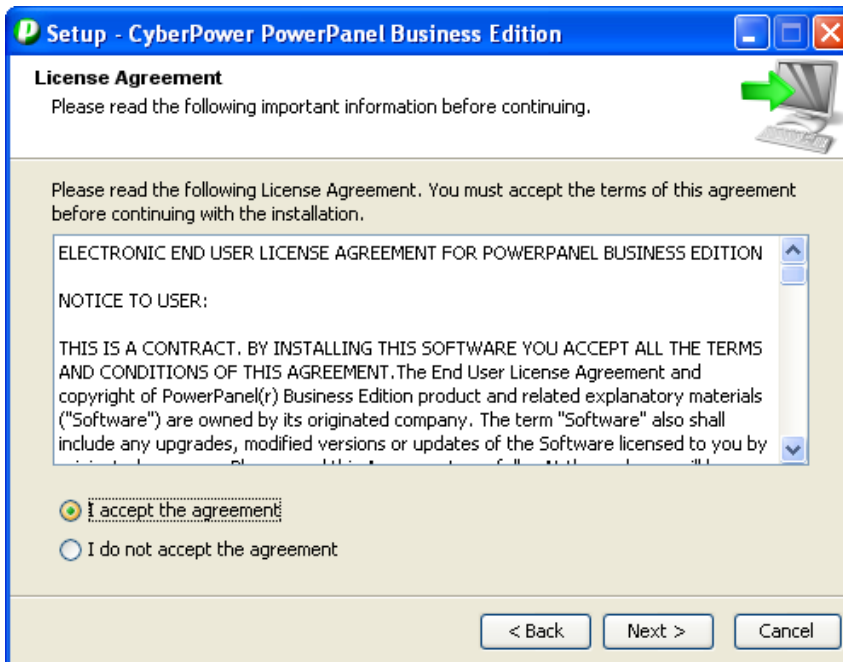 Setup - CyberPower PowerPanel Business Edition
License Agreement
Please read the following important information before continuing.
Please read the following License Agreement. You must accept the terms of this agreement
before continuing with the installation.
ELECTRONIC END USER LICENSE AGREEMENT FOR POWERPANEL BUSINESS EDITION
NOTICE TO USER:
THIS IS A CONTRACT. BY INSTALLING THIS SOFTWARE YOU ACCEPT ALL THE TERMS
AND CONDITIONS OF THIS AGREEMENT.The End User License Agreement and
copyright of PowerPanel(r) Business Edition product and related explanatory materials
("Software") are owned by its originated company. The term "Software" also shall
include any upgrades, modified versions or updates of the Software licensed to you by
I accept the agreement
I do not accept the agreement
< Back
Next >
Cancel